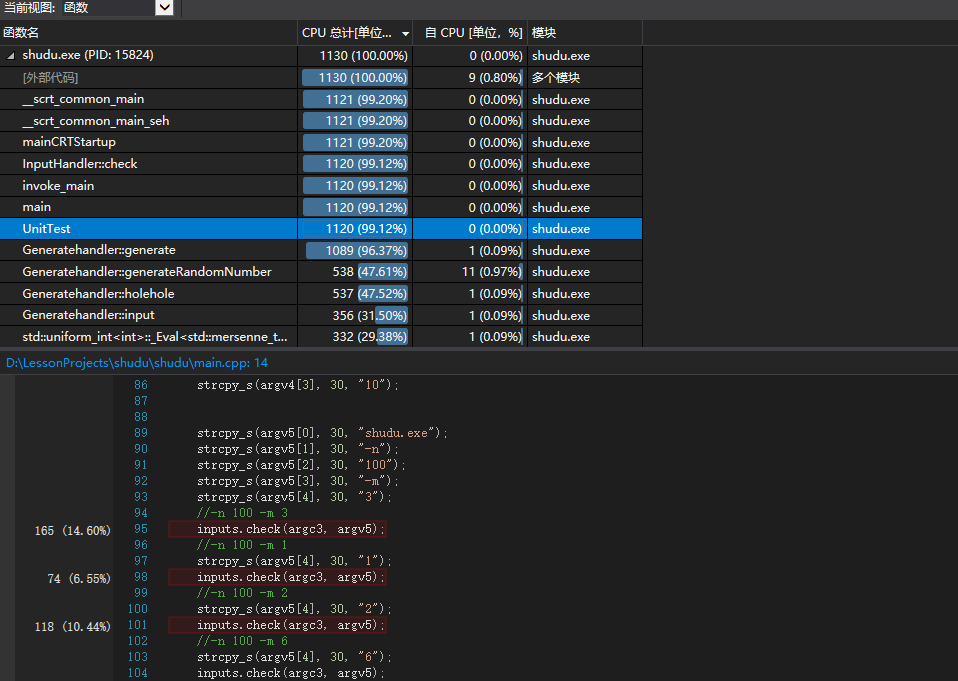 当前视图: 函数
函数名 CPU 总计[单位... 自 CPU [单位，%] 模块
shudu.exe (PID: 15824) 1130 (100.00%) 0 (0.00%) shudu.exe
[外部代码] 1130 (100.00%) 9 (0.80%) 多个模块
__scrt_common_main 1121 (99.20%) 0 (0.00%) shudu.exe
__scrt_common_main_seh 1121 (99.20%) 0 (0.00%) shudu.exe
mainCRTStartup 1121 (99.20%) 0 (0.00%) shudu.exe
InputHandler::check 1120 (99.12%) 0 (0.00%) shudu.exe
invoke_main 1120 (99.12%) 0 (0.00%) shudu.exe
main 1120 (99.12%) 0 (0.00%) shudu.exe
UnitTest 1120 (99.12%) 0 (0.00%) shudu.exe
Generatehandler::generate 1089 (96.37%) 1 (0.09%) shudu.exe
Generatehandler::generateRandomNumber 538 (47.61%) 11 (0.97%) shudu.exe
Generatehandler::holehole 537 (47.52%) 1 (0.09%) shudu.exe
Generatehandler::input 356 (31.50%) 1 (0.09%) shudu.exe
std::uniform_int<int>::_Eval<std::mersenne_t... 332 (29.38%) 1 (0.09%) shudu.exe
D:\LessonProjects\shudu\shudu\main.cpp: 14
86 strcpy_s(argv4[3], 30, "10");
87
88
89 strcpy_s(argv5[0], 30, "shudu.exe");
90 strcpy_s(argv5[1], 30, "-n");
91 strcpy_s(argv5[2], 30, "100");
92 strcpy_s(argv5[3], 30, "-m");
93 strcpy_s(argv5[4], 30, "3");
94 //-n 100 -m 3
165 (14.60%) 95 inputs.check(argc3, argv5);
96 //-n 100 -m 1
97 strcpy_s(argv5[4], 30, "1");
74 (6.55%) 98 inputs.check(argc3, argv5);
99 //-n 100 -m 2
100 strcpy_s(argv5[4], 30, "2");
118 (10.44%) 101 inputs.check(argc3, argv5);
102 //-n 100 -m 6
103 strcpy_s(argv5[4], 30, "6");
104 inputs.check(argc3, argv5);